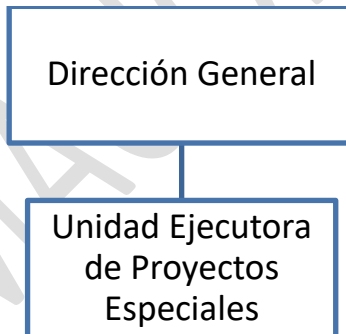 Dirección General
Unidad Ejecutora
de Proyectos
Especiales